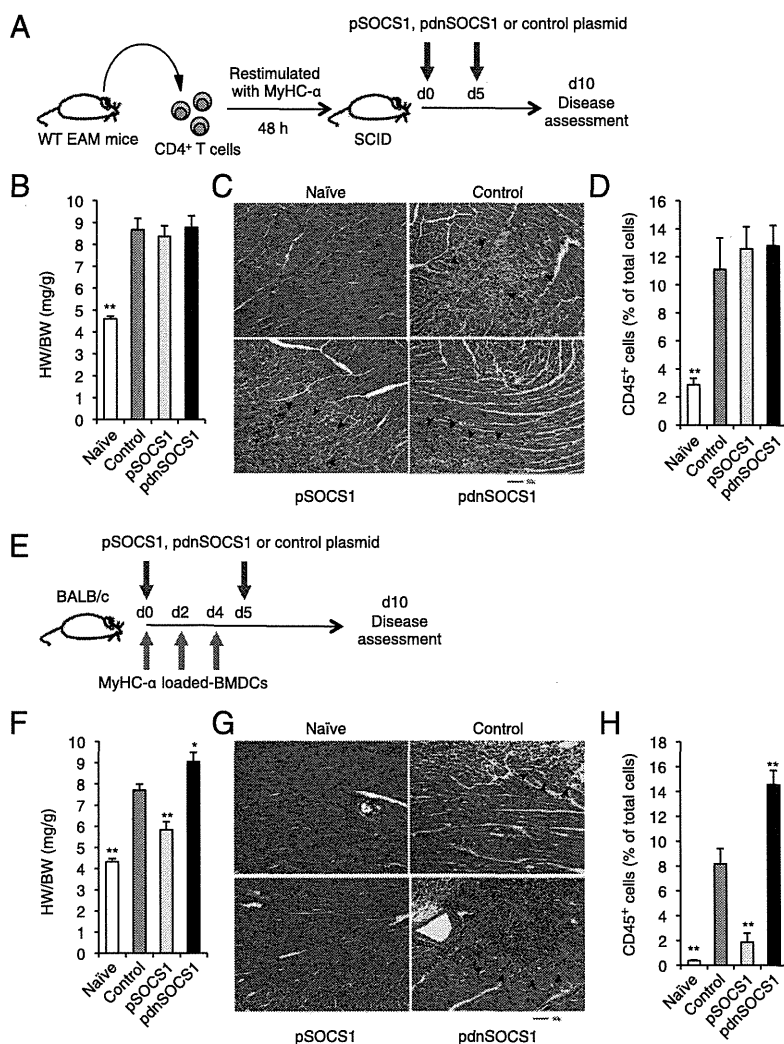 A
pSOCS1, pdnSOCS1 or control plasmid
Restimulated
with MyHC-α
48 h
WT EAM mice
CD4⁺ T cells
SCID
d0
d5
d10
Disease
assessment
B
HW/BW (mg/g)
10
9
8
7
6
5
4
3
2
1
0
**
Naïve
Control
pSOCS1
pdnSOCS1
C
Naïve
Control
pSOCS1
pdnSOCS1
D
CD45⁺ cells (% of total cells)
16
14
12
10
8
6
4
2
0
**
Naïve
Control
pSOCS1
pdnSOCS1
E
pSOCS1, pdnSOCS1 or control plasmid
BALB/c
d0
d2
d4
d5
d10
Disease
assessment
MyHC-α loaded-BMDCs
F
HW/BW (mg/g)
10
9
8
7
6
5
4
3
2
1
0
**
**
*
Naïve
Control
pSOCS1
pdnSOCS1
G
Naïve
Control
pSOCS1
pdnSOCS1
H
CD45⁺ cells (% of total cells)
18
16
14
12
10
8
6
4
2
0
**
**
**
Naïve
Control
pSOCS1
pdnSOCS1